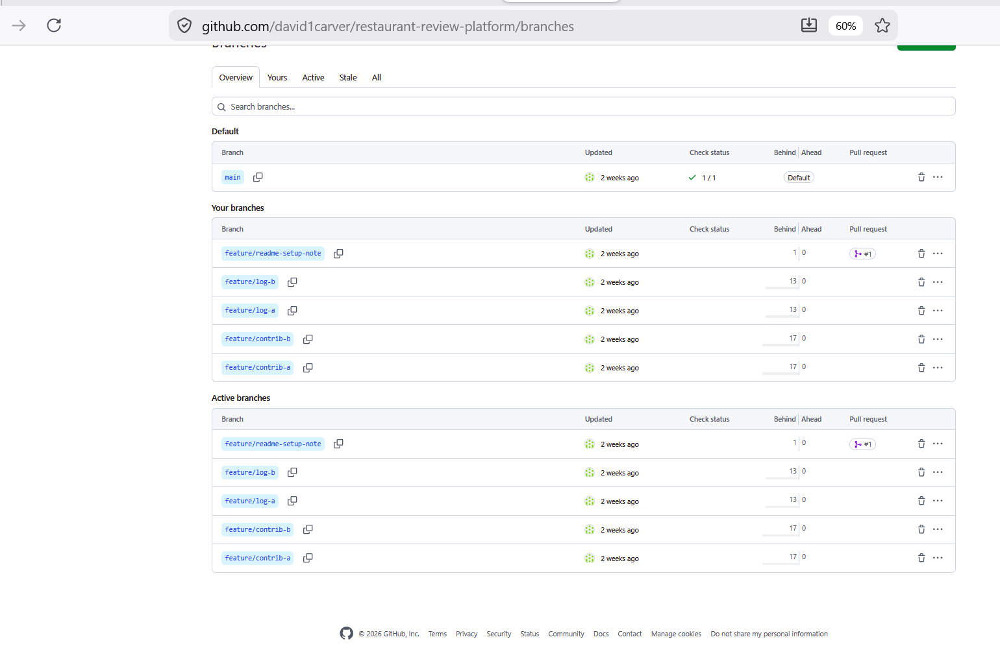 github.com/david1carver/restaurant-review-platform/branches 60%
Branches
Overview Yours Active Stale All
Search branches...
Default
Branch Updated Check status Behind Ahead Pull request
main 2 weeks ago 1 / 1 Default
Your branches
Branch Updated Check status Behind Ahead Pull request
feature/readme-setup-note 2 weeks ago 1 0 #1
feature/log-b 2 weeks ago 13 0
feature/log-a 2 weeks ago 13 0
feature/contrib-b 2 weeks ago 17 0
feature/contrib-a 2 weeks ago 17 0
Active branches
Branch Updated Check status Behind Ahead Pull request
feature/readme-setup-note 2 weeks ago 1 0 #1
feature/log-b 2 weeks ago 13 0
feature/log-a 2 weeks ago 13 0
feature/contrib-b 2 weeks ago 17 0
feature/contrib-a 2 weeks ago 17 0
© 2026 GitHub, Inc. Terms Privacy Security Status Community Docs Contact Manage cookies Do not share my personal information